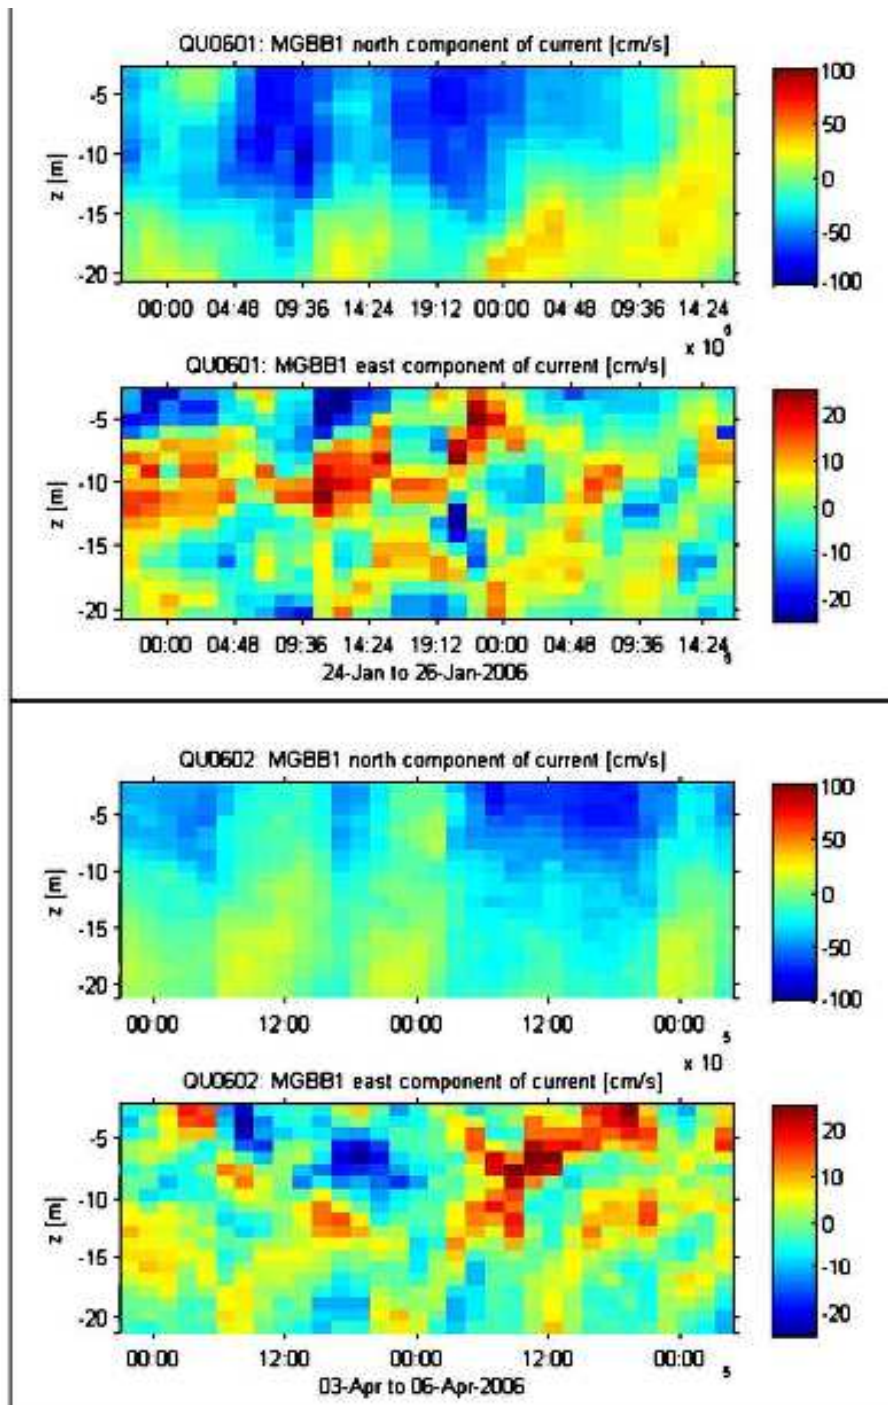 QU0601: MGBB1 north component of current [cm/s]
z [m]
-5
-10
-15
-20
100
50
0
-50
-100
00:00 04:48 09:36 14:24 19:12 00:00 04:48 09:36 14:24
x 10
QU0601: MGBB1 east component of current [cm/s]
z [m]
-5
-10
-15
-20
20
10
0
-10
-20
00:00 04:48 09:36 14:24 19:12 00:00 04:48 09:36 14:24
24-Jan to 26-Jan-2006
QU0602: MGBB1 north component of current [cm/s]
z [m]
-5
-10
-15
-20
100
50
0
-50
-100
00:00 12:00 00:00 12:00 00:00
5
x 10
QU0602: MGBB1 east component of current [cm/s]
z [m]
-5
-10
-15
-20
20
10
0
-10
-20
00:00 12:00 00:00 12:00 00:00
5
03-Apr to 06-Apr-2006